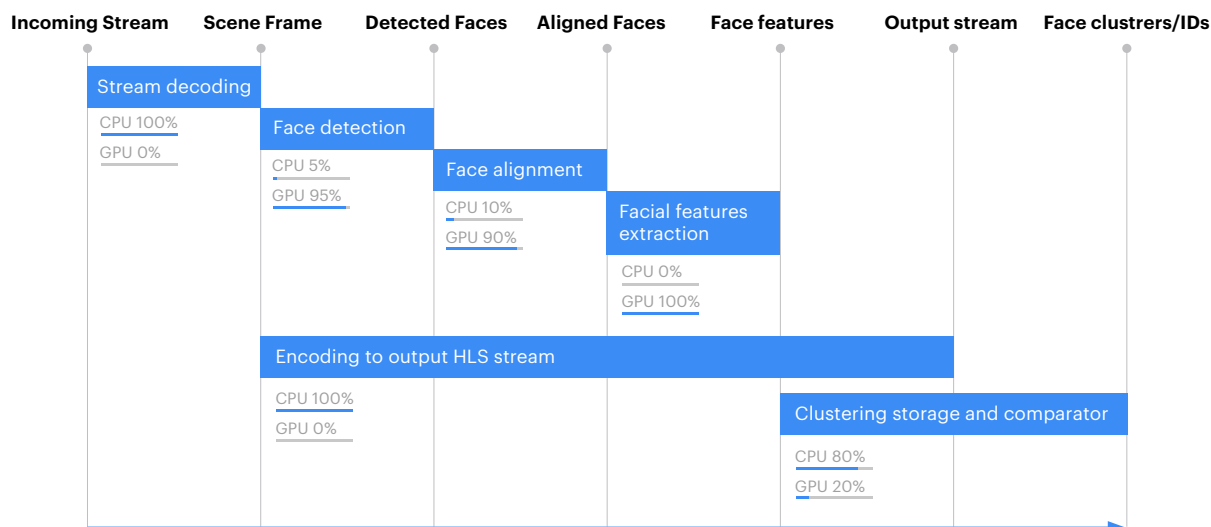 Incoming Stream
Scene Frame
Detected Faces
Aligned Faces
Face features
Output stream
Face clustrers/IDs
Stream decoding
CPU 100%
GPU 0%
Face detection
CPU 5%
GPU 95%
Face alignment
CPU 10%
GPU 90%
Facial features
extraction
CPU 0%
GPU 100%
Encoding to output HLS stream
CPU 100%
GPU 0%
Clustering storage and comparator
CPU 80%
GPU 20%